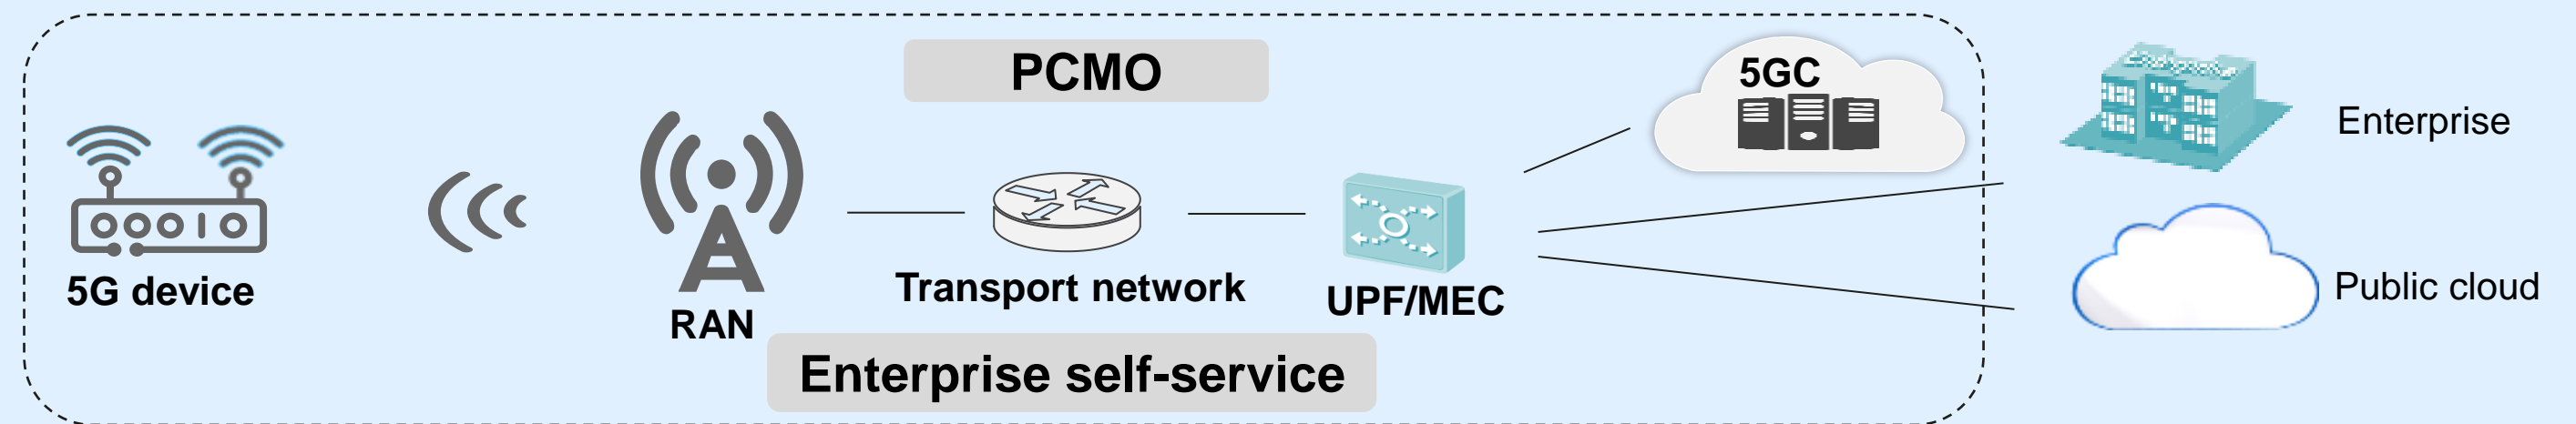 PCMO
5GC
Enterprise
5G device
RAN
Transport network
UPF/MEC
Public cloud
Enterprise self-service